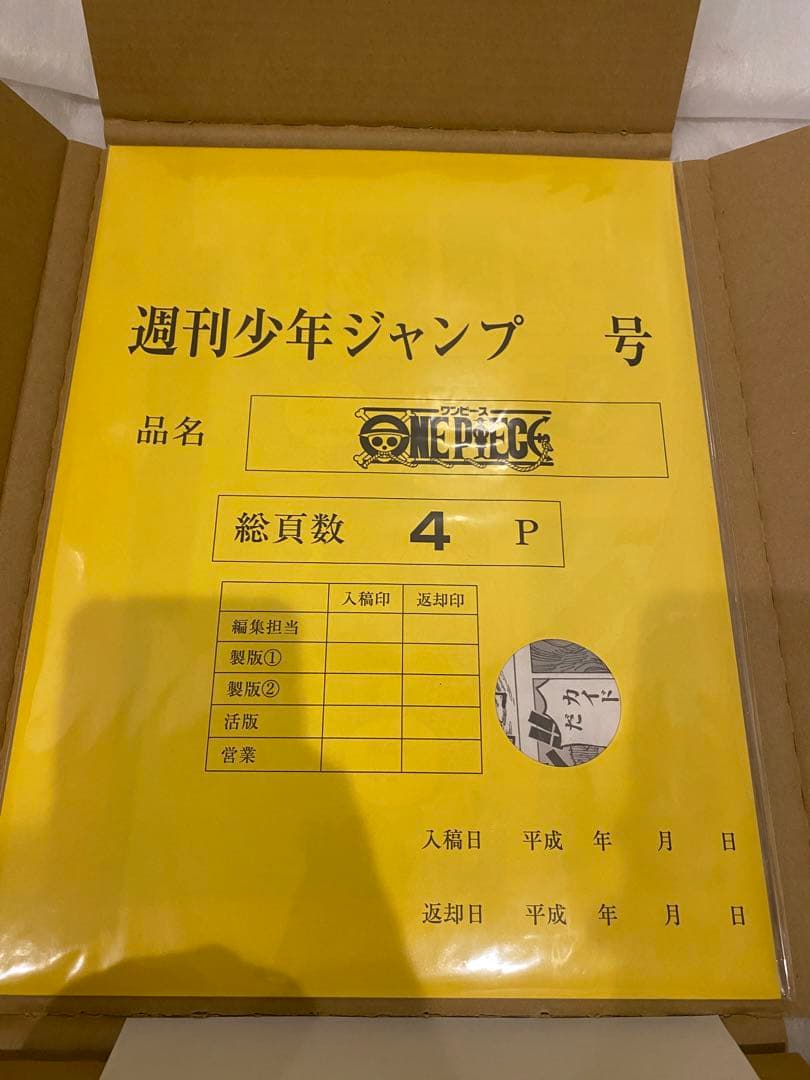 週刊少年ジャンプ 号
品名 ワンピース
ONE PIECE
総頁数 4 P
入稿印 返却印
編集担当
製版①
製版②
活版
営業
カイド
だ
入稿日 平成 年 月 日
返却日 平成 年 月 日